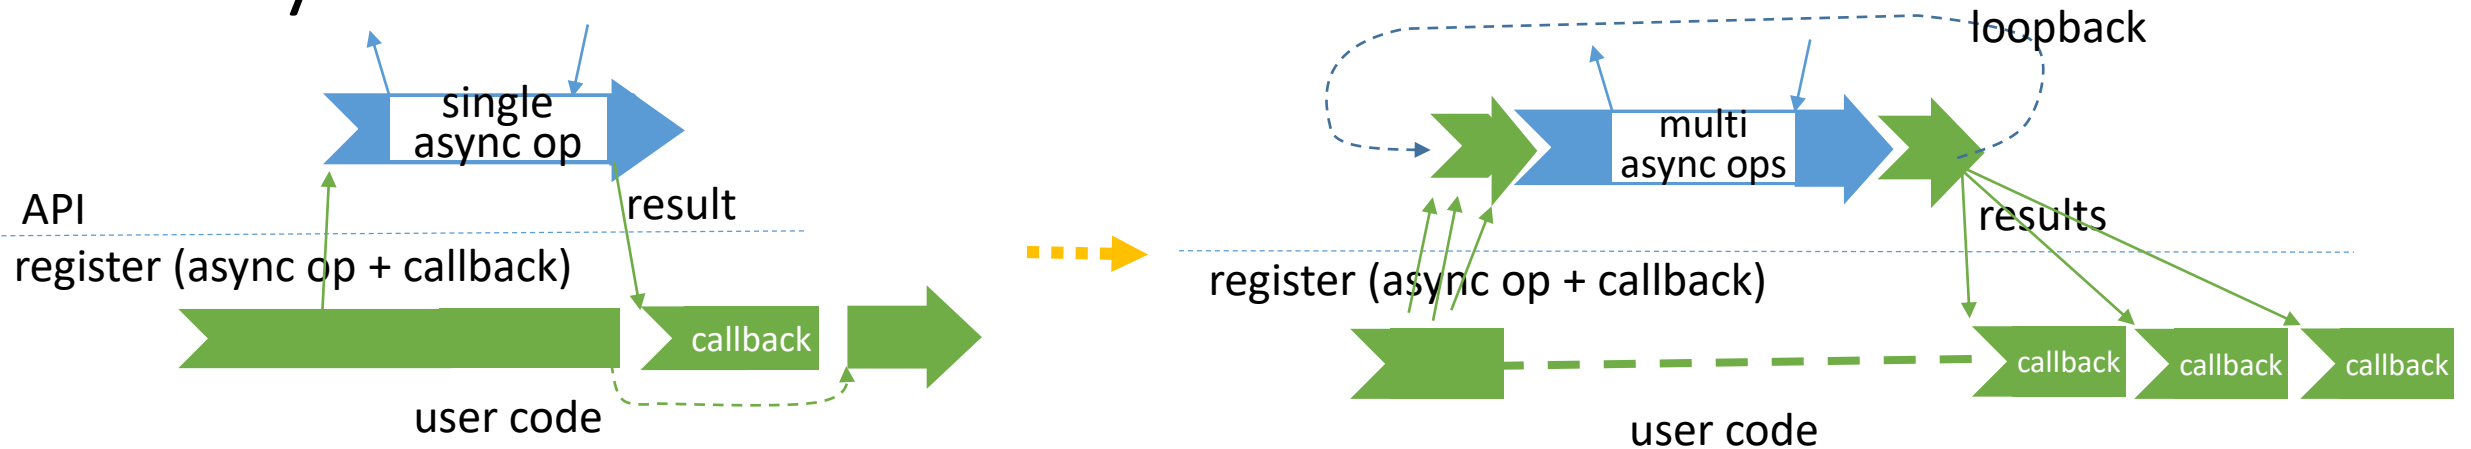 single
async op
API
result
register (async op + callback)
callback
user code
loopback
multi
async ops
results
register (async op + callback)
callback
callback
callback
user code